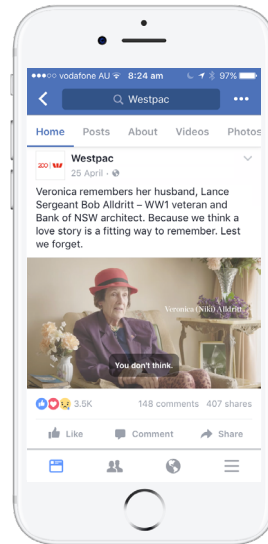 vodafone AU 8:24 am 97%
Westpac
Home Posts About Videos Photos
200
Westpac
25 April
Veronica remembers her husband, Lance
Sergeant Bob Alldritt – WW1 veteran and
Bank of NSW architect. Because we think a
love story is a fitting way to remember. Lest
we forget.
Veronica (Niki) Alldritt
You don't think.
3.5K 148 comments 407 shares
Like Comment Share